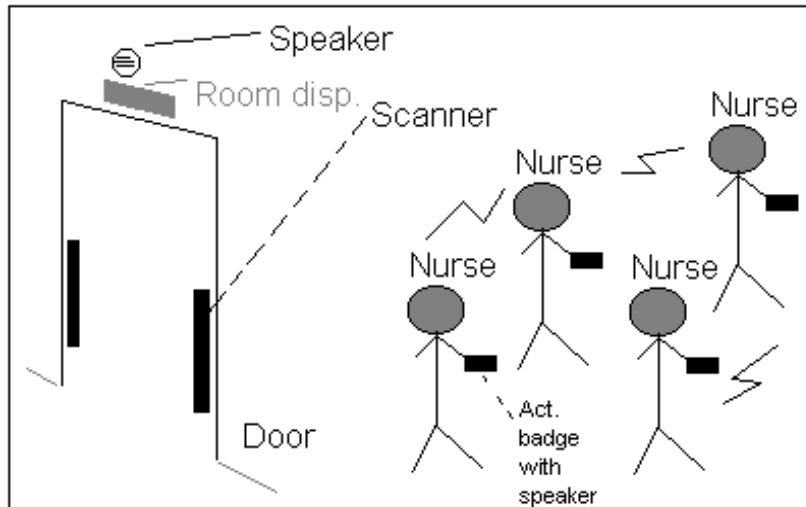 Speaker
Room disp.
Scanner
Nurse
Nurse
Nurse
Nurse
Door
Act.
badge
with
speaker